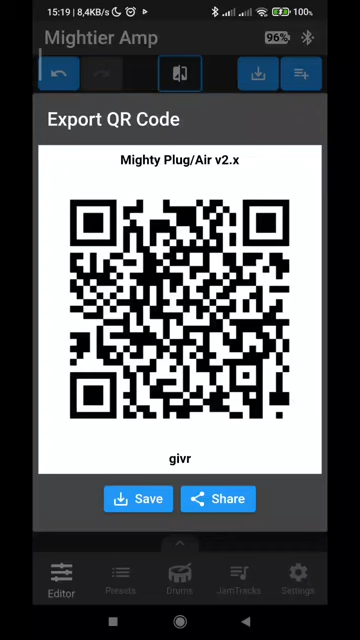 15:19 | 8,4KB/s
100%
Mightier Amp
96%
Export QR Code
Mighty Plug/Air v2.x
givr
Save
Share
Editor
Presets
Drums
JamTracks
Settings